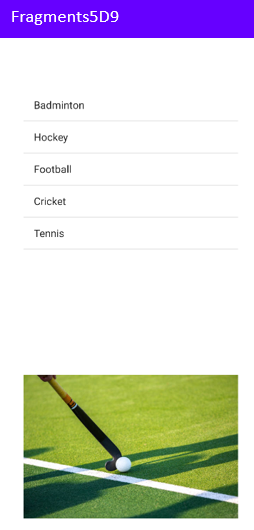 Fragments5D9
Badminton
Hockey
Football
Cricket
Tennis